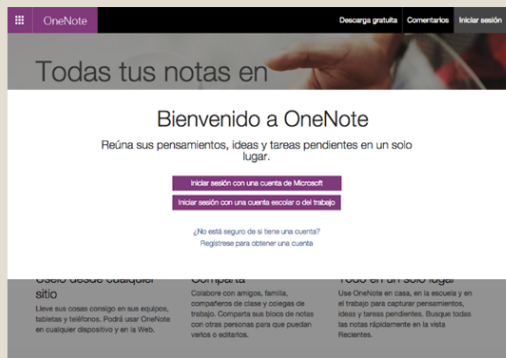 OneNote
Descarga gratuita Comentarios Iniciar sesión
Todas tus notas en
Bienvenido a OneNote
Reúna sus pensamientos, ideas y tareas pendientes en un solo
lugar.
Iniciar sesión con una cuenta de Microsoft
Iniciar sesión con una cuenta escolar o del trabajo
¿No está seguro de si tiene una cuenta?
Regístrese para obtener una cuenta
Úselo desde cualquier
sitio
Lleve sus cosas consigo en sus equipos,
tabletas y teléfonos. Podrá usar OneNote
en cualquier dispositivo y en la Web.
Comparta
Colabore con amigos, familia,
compañeros de clase y colegas de
trabajo. Comparta sus blocs de notas
con otras personas para que puedan
verlos o editarlos.
Todo en un solo lugar
Use OneNote en casa, en la escuela y en
el trabajo para capturar pensamientos,
ideas y tareas pendientes. Busque todas
las notas rápidamente en la vista
Recientes.